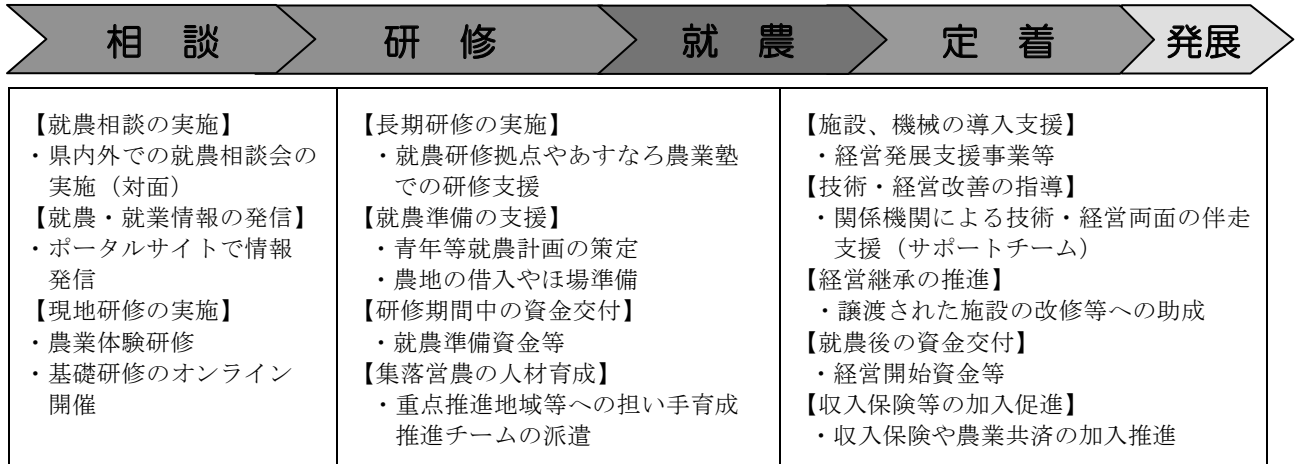 相 談
研 修
就 農
定 着
発展
【就農相談の実施】
・県内外での就農相談会の
実施（対面）
【就農・就業情報の発信】
・ポータルサイトで情報
発信
【現地研修の実施】
・農業体験研修
・基礎研修のオンライン
開催
【長期研修の実施】
・就農研修拠点やあすなろ農業塾
での研修支援
【就農準備の支援】
・青年等就農計画の策定
・農地の借入やほ場準備
【研修期間中の資金交付】
・就農準備資金等
【集落営農の人材育成】
・重点推進地域等への担い手育成
推進チームの派遣
【施設、機械の導入支援】
・経営発展支援事業等
【技術・経営改善の指導】
・関係機関による技術・経営両面の伴走
支援（サポートチーム）
【経営継承の推進】
・譲渡された施設の改修等への助成
【就農後の資金交付】
・経営開始資金等
【収入保険等の加入促進】
・収入保険や農業共済の加入推進